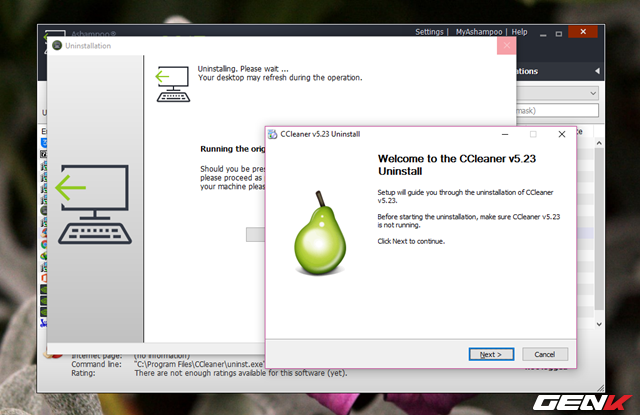 Ashampoo®
Settings | MyAshampoo | Help
Uninstallation
Uninstalling. Please wait ...
Your desktop may refresh during the operation.
Running the orig
Should you be pres
please proceed as
your machine pleas
CCleaner v5.23 Uninstall
Welcome to the CCleaner v5.23
Uninstall
Setup will guide you through the uninstallation of CCleaner
v5.23.
Before starting the uninstallation, make sure CCleaner v5.23
is not running.
Click Next to continue.
Next >
Cancel
Internet page: (no information)
Command line: "C:\Program Files\CCleaner\uninst.exe"
Rating: There are not enough ratings available for this software (yet).
GENK